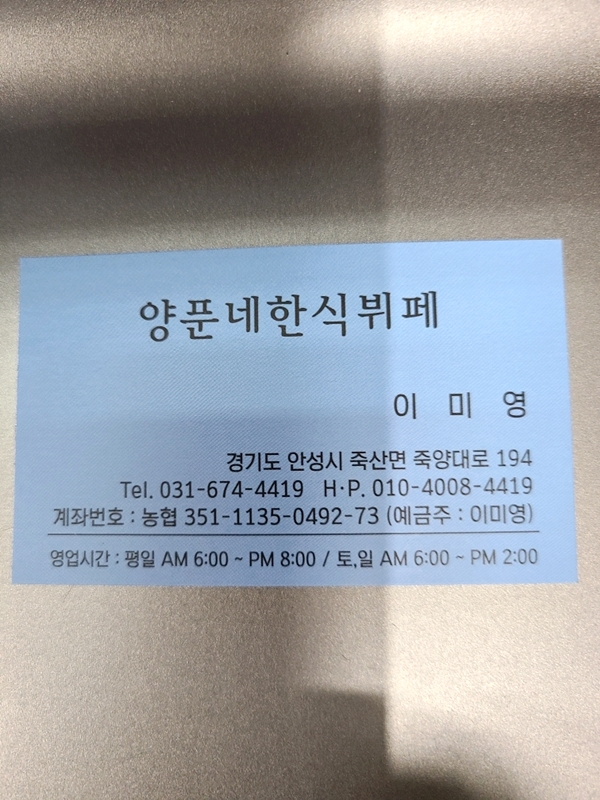 양푼네한식뷔페
이 미 영
경기도 안성시 죽산면 죽양대로 194
Tel. 031-674-4419 H·P. 010-4008-4419
계좌번호 : 농협 351-1135-0492-73 (예금주 : 이미영)
영업시간 : 평일 AM 6:00 ~ PM 8:00 / 토,일 AM 6:00 ~ PM 2:00